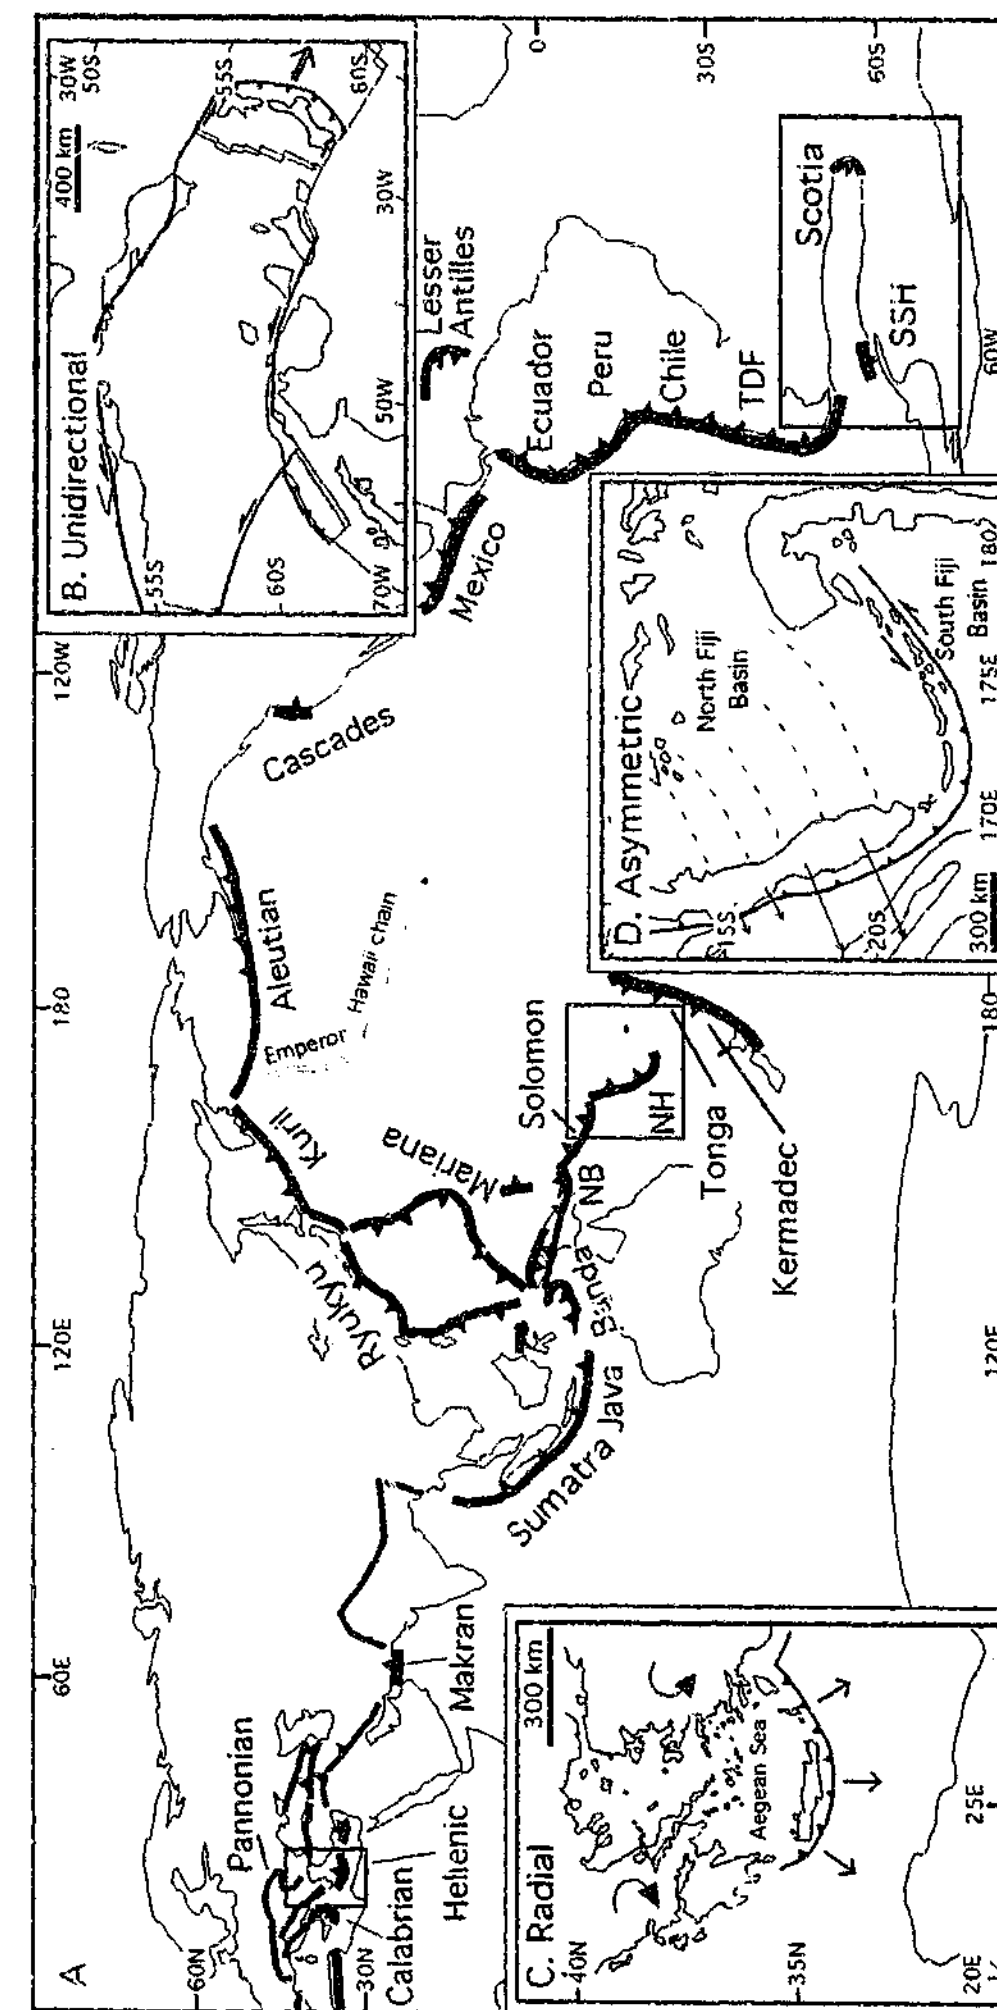 A
60E
120E
180
120W
60N
30N
0
30S
60S
Pannonian
Calabrian
Hellenic
Makran
Sumatra Java
Banda
Ryukyu
Kuril
Mariana
Aleutian
Emperor
Hawaii chain
Cascades
Mexico
Lesser
Antilles
Ecuador
Peru
Chile
TDF
Scotia
SSH
NB
Solomon
NH
Tonga
Kermadec
120E
180
60W
B. Unidirectional
400 km
30W
50S
55S
60S
30W
50W
70W
60S
55S
C. Radial
300 km
40N
35N
Aegean Sea
20E
25E
D. Asymmetric
North Fiji
Basin
South Fiji
Basin
15S
20S
300 km
170E
175E
180